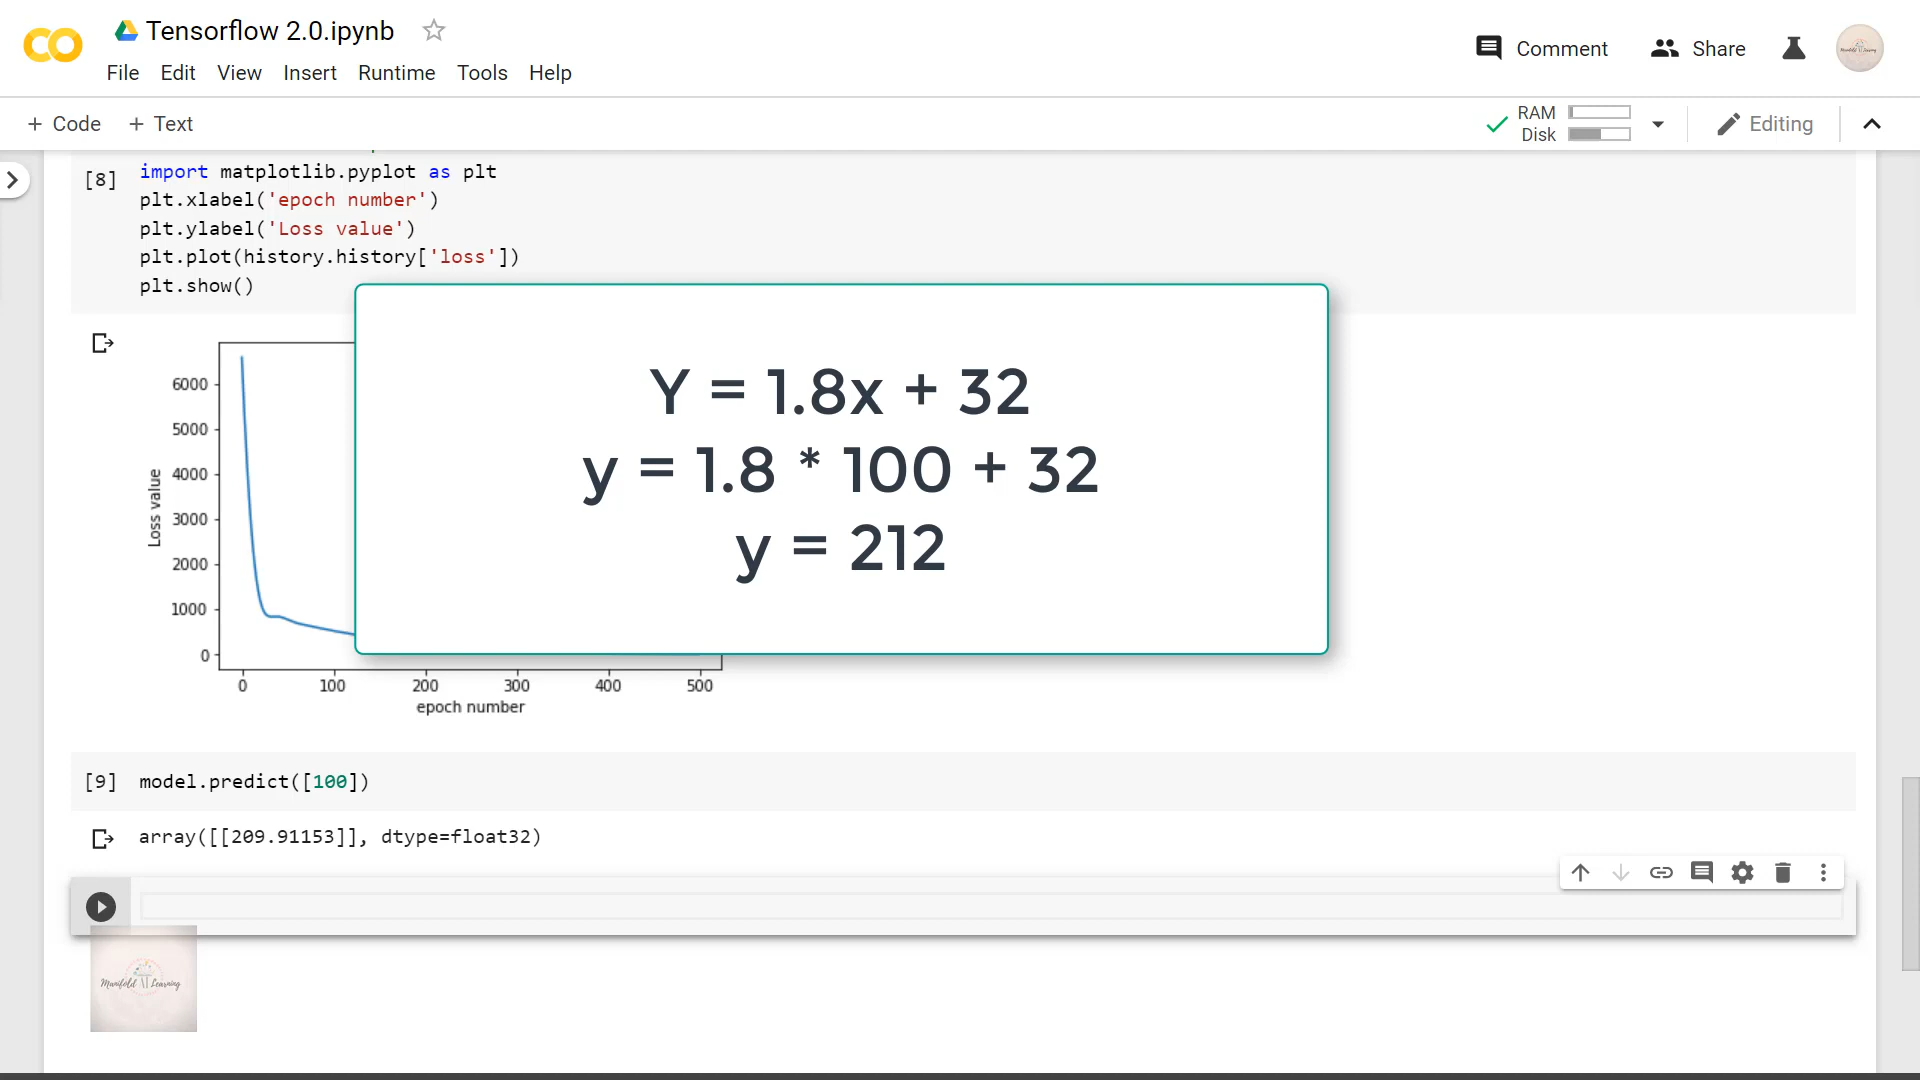 Tensorflow 2.0.ipynb
File Edit View Insert Runtime Tools Help
Comment Share
+ Code + Text
RAM
Disk
Editing
[8] import matplotlib.pyplot as plt
plt.xlabel('epoch number')
plt.ylabel('Loss value')
plt.plot(history.history['loss'])
plt.show()
Y = 1.8x + 32
y = 1.8 * 100 + 32
y = 212
6000
5000
4000
3000
2000
1000
0
Loss value
0 100 200 300 400 500
epoch number
[9] model.predict([100])
array([[209.91153]], dtype=float32)
Manifold Learning